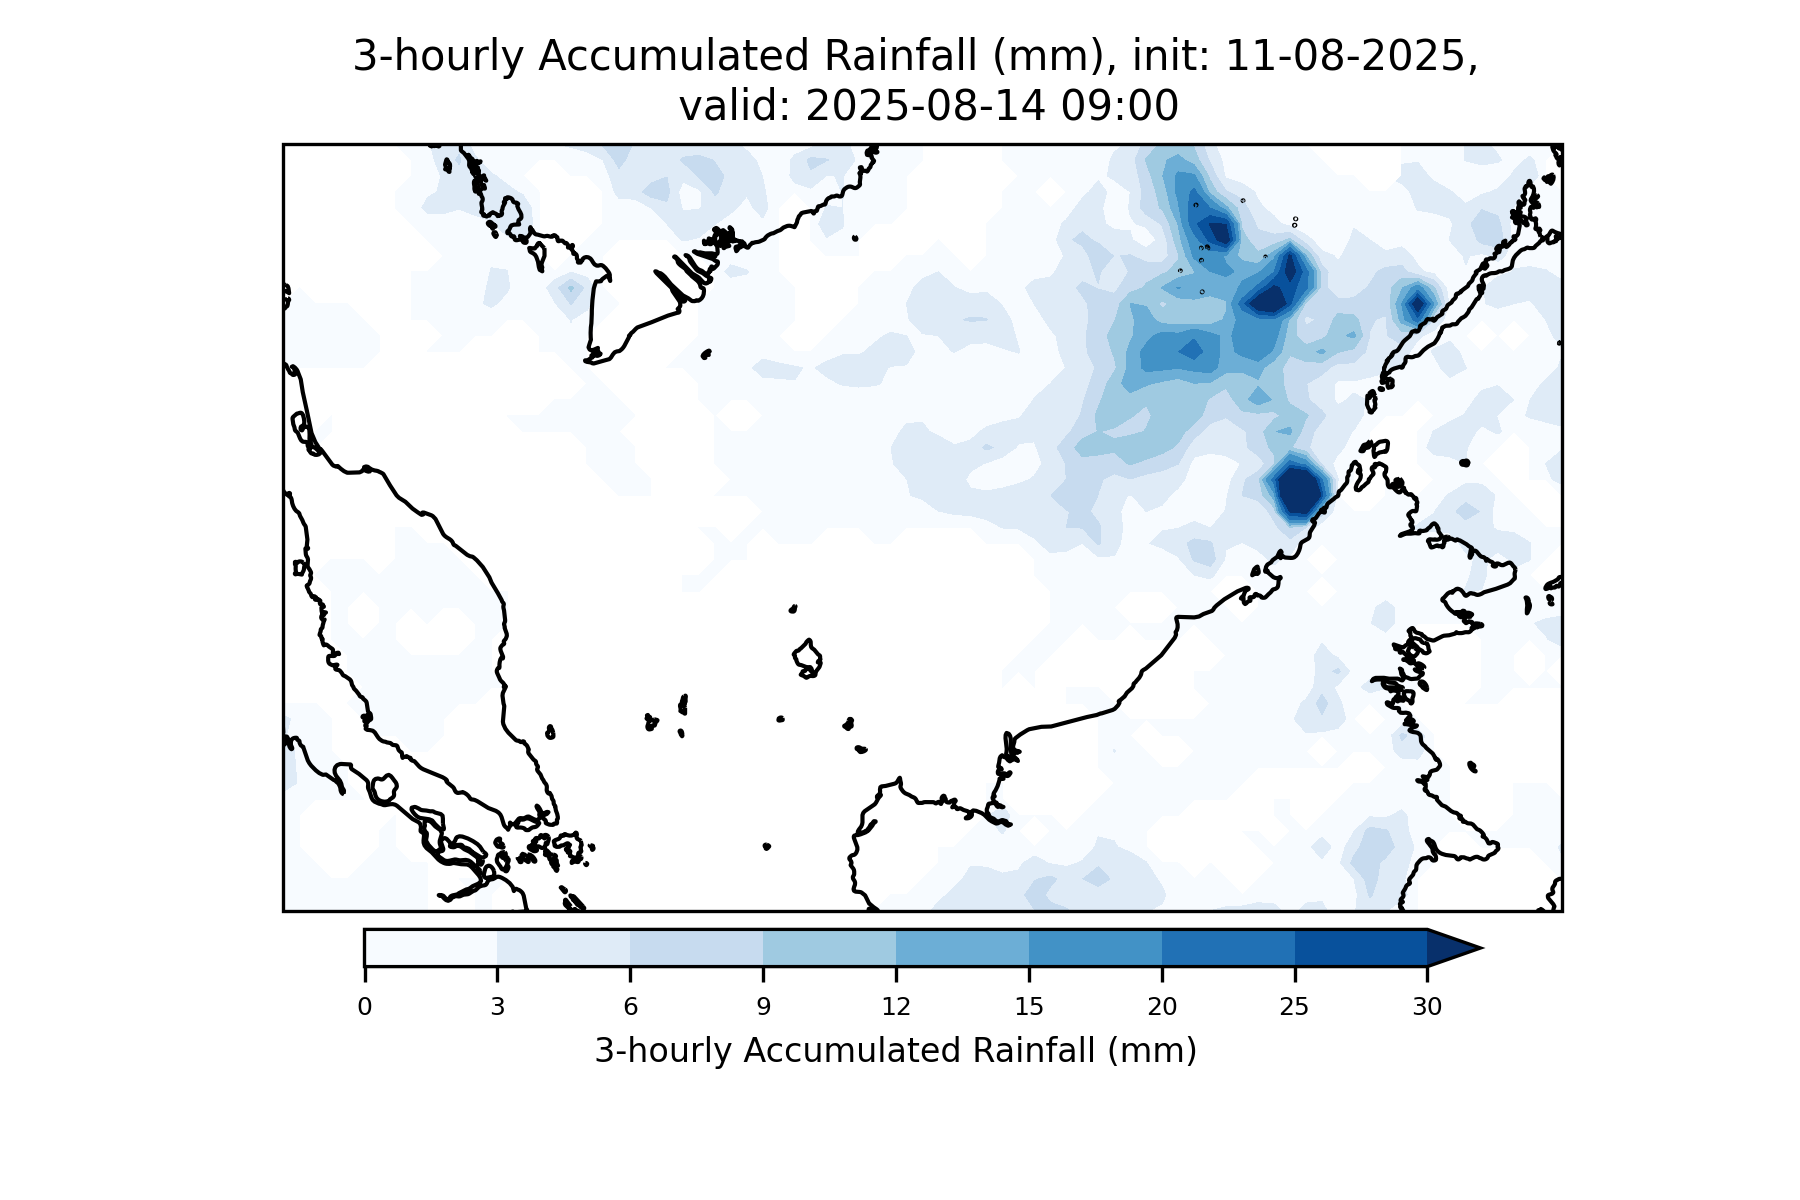 3-hourly Accumulated Rainfall (mm), init: 11-08-2025,
valid: 2025-08-14 09:00
0 3 6 9 12 15 20 25 30
3-hourly Accumulated Rainfall (mm)